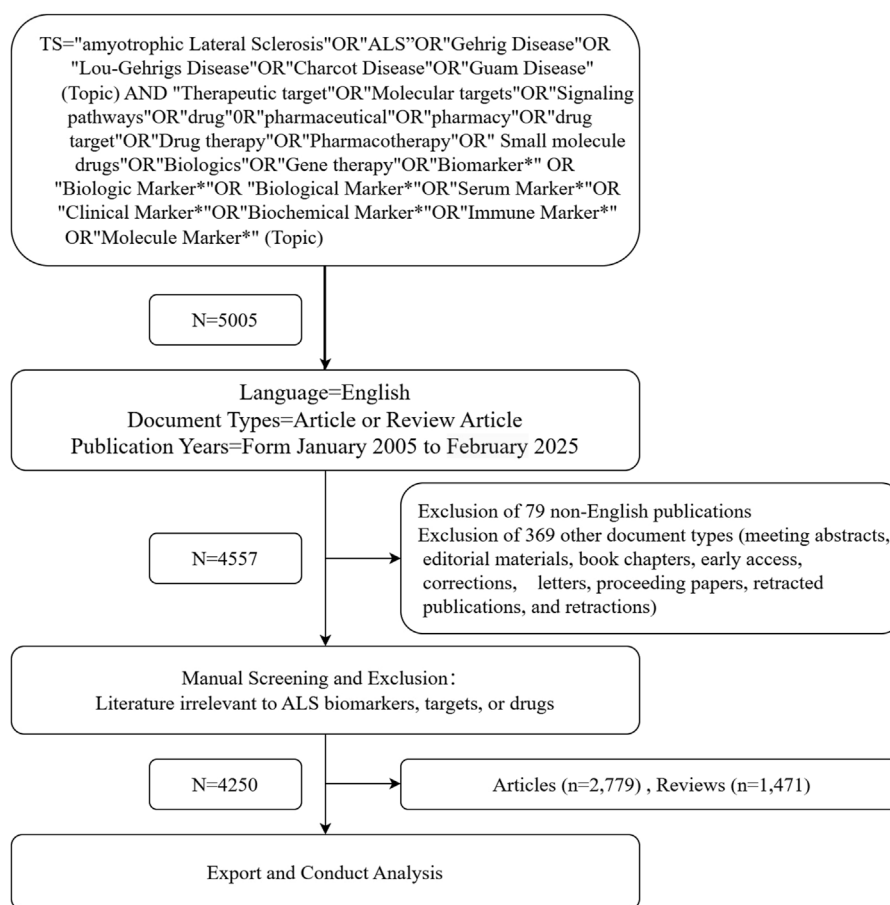 TS="amyotrophic Lateral Sclerosis"OR"ALS”OR"Gehrig Disease"OR
"Lou-Gehrigs Disease"OR"Charcot Disease"OR"Guam Disease"
(Topic) AND "Therapeutic target"OR"Molecular targets"OR"Signaling
pathways"OR"drug"0R"pharmaceutical"OR"pharmacy"OR"drug
target"OR"Drug therapy"OR"Pharmacotherapy"OR" Small molecule
drugs"OR"Biologics"OR"Gene therapy"OR"Biomarker*" OR
"Biologic Marker*"OR "Biological Marker*"OR"Serum Marker*"OR
"Clinical Marker*"OR"Biochemical Marker*"OR"Immune Marker*"
OR"Molecule Marker*" (Topic)
N=5005
Language=English
Document Types=Article or Review Article
Publication Years=Form January 2005 to February 2025
N=4557
Exclusion of 79 non-English publications
Exclusion of 369 other document types (meeting abstracts,
editorial materials, book chapters, early access,
corrections, letters, proceeding papers, retracted
publications, and retractions)
Manual Screening and Exclusion：
Literature irrelevant to ALS biomarkers, targets, or drugs
N=4250
Articles (n=2,779) , Reviews (n=1,471)
Export and Conduct Analysis